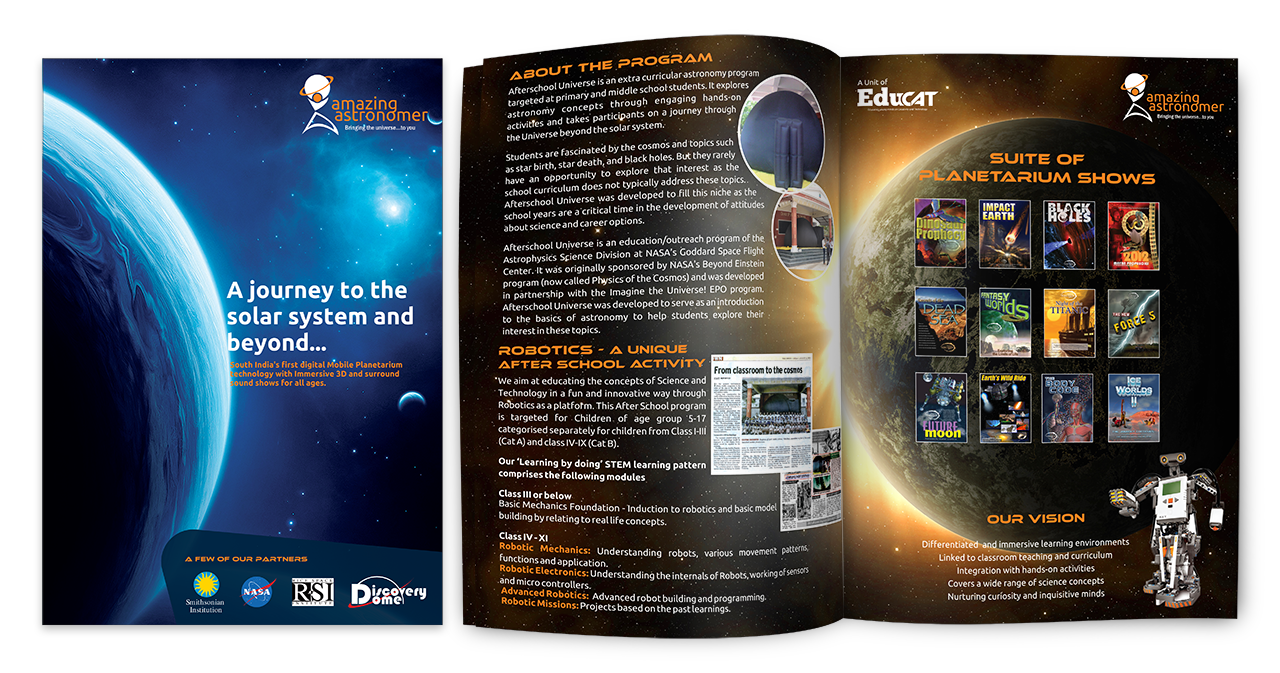 amazing
astronomer
Bringing the universe...to you
A journey to the
solar system and
beyond...
South India's first digital Mobile Planetarium
technology with Immersive 3D and surround
sound shows for all ages.
A FEW OF OUR PARTNERS
Smithsonian
Institution
NASA
RICE SPACE
RSI
INSTITUTE
Discovery
Dome
ABOUT THE PROGRAM
Afterschool Universe is an extra curricular astronomy program
targeted at primary and middle school students. It explores
astronomy concepts through engaging hands-on
activities and takes participants on a journey through
the Universe beyond the solar system.
Students are fascinated by the cosmos and topics such
as star birth, star death, and black holes. But they rarely
have an opportunity to explore that interest as the
school curriculum does not typically address these topics.
Afterschool Universe was developed to fill this niche as the
school years are a critical time in the development of attitudes
about science and career options.
Afterschool Universe is an education/outreach program of the
Astrophysics Science Division at NASA's Goddard Space Flight
Center. It was originally sponsored by NASA's Beyond Einstein
program (now called Physics of the Cosmos) and was developed
in partnership with the Imagine the Universe! EPO program.
Afterschool Universe was developed to serve as an introduction
to the basics of astronomy to help students explore their
interest in these topics.
ROBOTICS - A UNIQUE
AFTER SCHOOL ACTIVITY
We aim at educating the concepts of Science and
Technology in a fun and innovative way through
Robotics as a platform. This After School program
is targeted for Children of age group 5-17
categorised separately for children from Class I-III
(Cat A) and class IV-IX (Cat B).
Our 'Learning by doing' STEM learning pattern
comprises the following modules
Class III or below
Basic Mechanics Foundation - Induction to robotics and basic model
building by relating to real life concepts.
Class IV - XI
Robotic Mechanics: Understanding robots, various movement patterns,
functions and application.
Robotic Electronics: Understanding the internals of Robots, working of sensors
and micro controllers.
Advanced Robotics: Advanced robot building and programming.
Robotic Missions: Projects based on the past learnings.
From classroom to the cosmos
A Unit of
EduCAT
amazing
astronomer
Bringing the universe...to you
SUITE OF
PLANETARIUM SHOWS
Dinosaur
Prophecy
IMPACT
EARTH
BLACK
HOLES
2012
DEAD
SEA
FANTASY
Worlds
TITANIC
FORCE 5
FUTURE
moon
Earth's Wild Ride
THE
BODY
CODE
ICE
WORLDS
II
OUR VISION
Differentiated and immersive learning environments
Linked to classroom teaching and curriculum
Integration with hands-on activities
Covers a wide range of science concepts
Nurturing curiosity and inquisitive minds